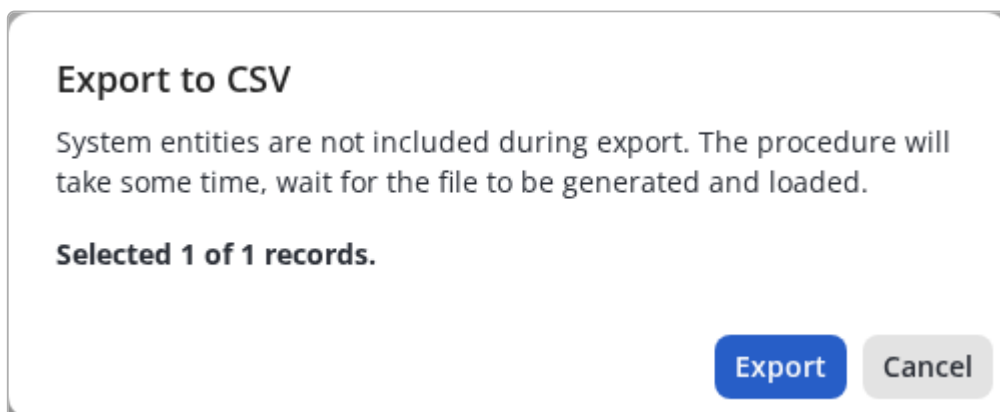 Export to CSV
System entities are not included during export. The procedure will
take some time, wait for the file to be generated and loaded.
Selected 1 of 1 records.
Export Cancel